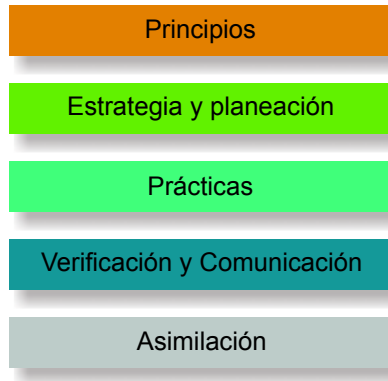 Principios
Estrategia y planeación
Prácticas
Verificación y Comunicación
Asimilación